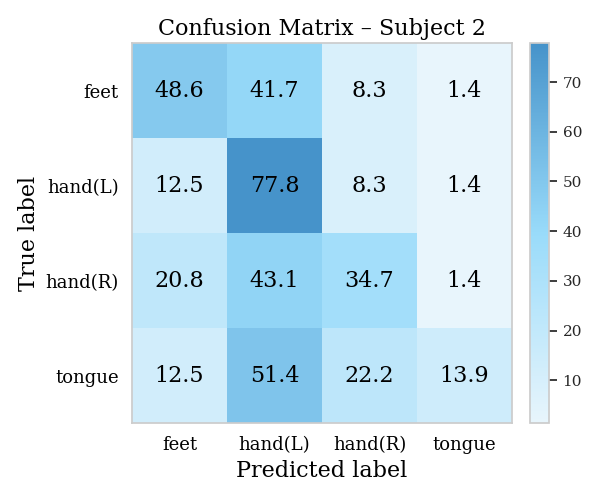 Confusion Matrix – Subject 2
True label
feet 48.6 41.7 8.3 1.4
hand(L) 12.5 77.8 8.3 1.4
hand(R) 20.8 43.1 34.7 1.4
tongue 12.5 51.4 22.2 13.9
feet hand(L) hand(R) tongue
Predicted label
70
60
50
40
30
20
10